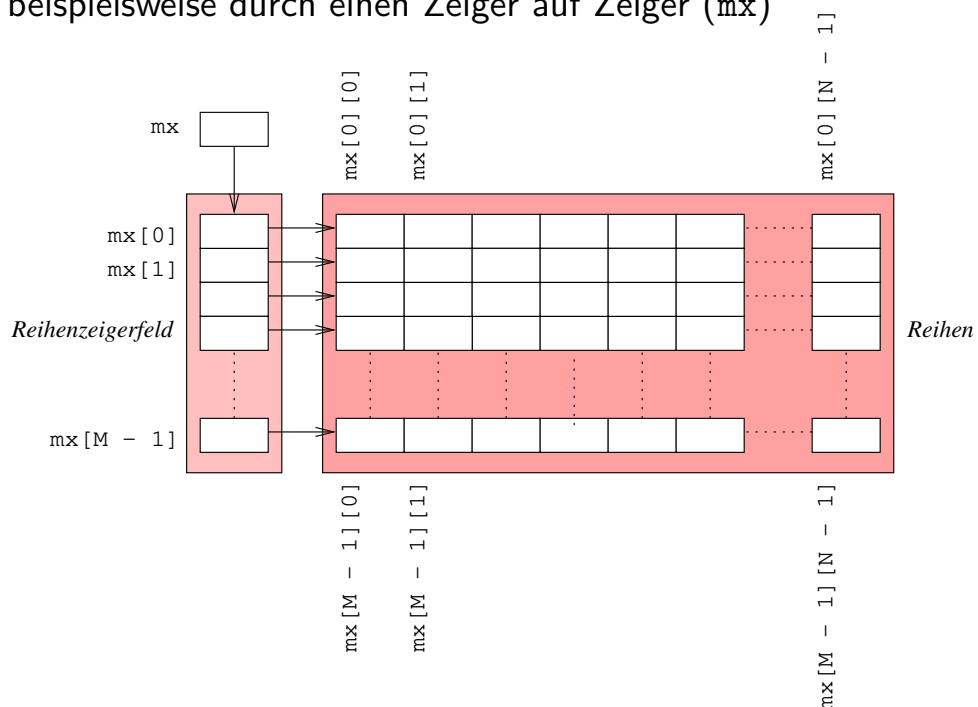 beispielsweise durch einen Zeiger auf Zeiger (mx)
mx[0][0]
mx[0][1]
mx[0][N - 1]
mx
mx[0]
mx[1]
Reihenzeigerfeld
Reihen
mx[M - 1]
mx[M - 1][0]
mx[M - 1][1]
mx[M - 1][N - 1]